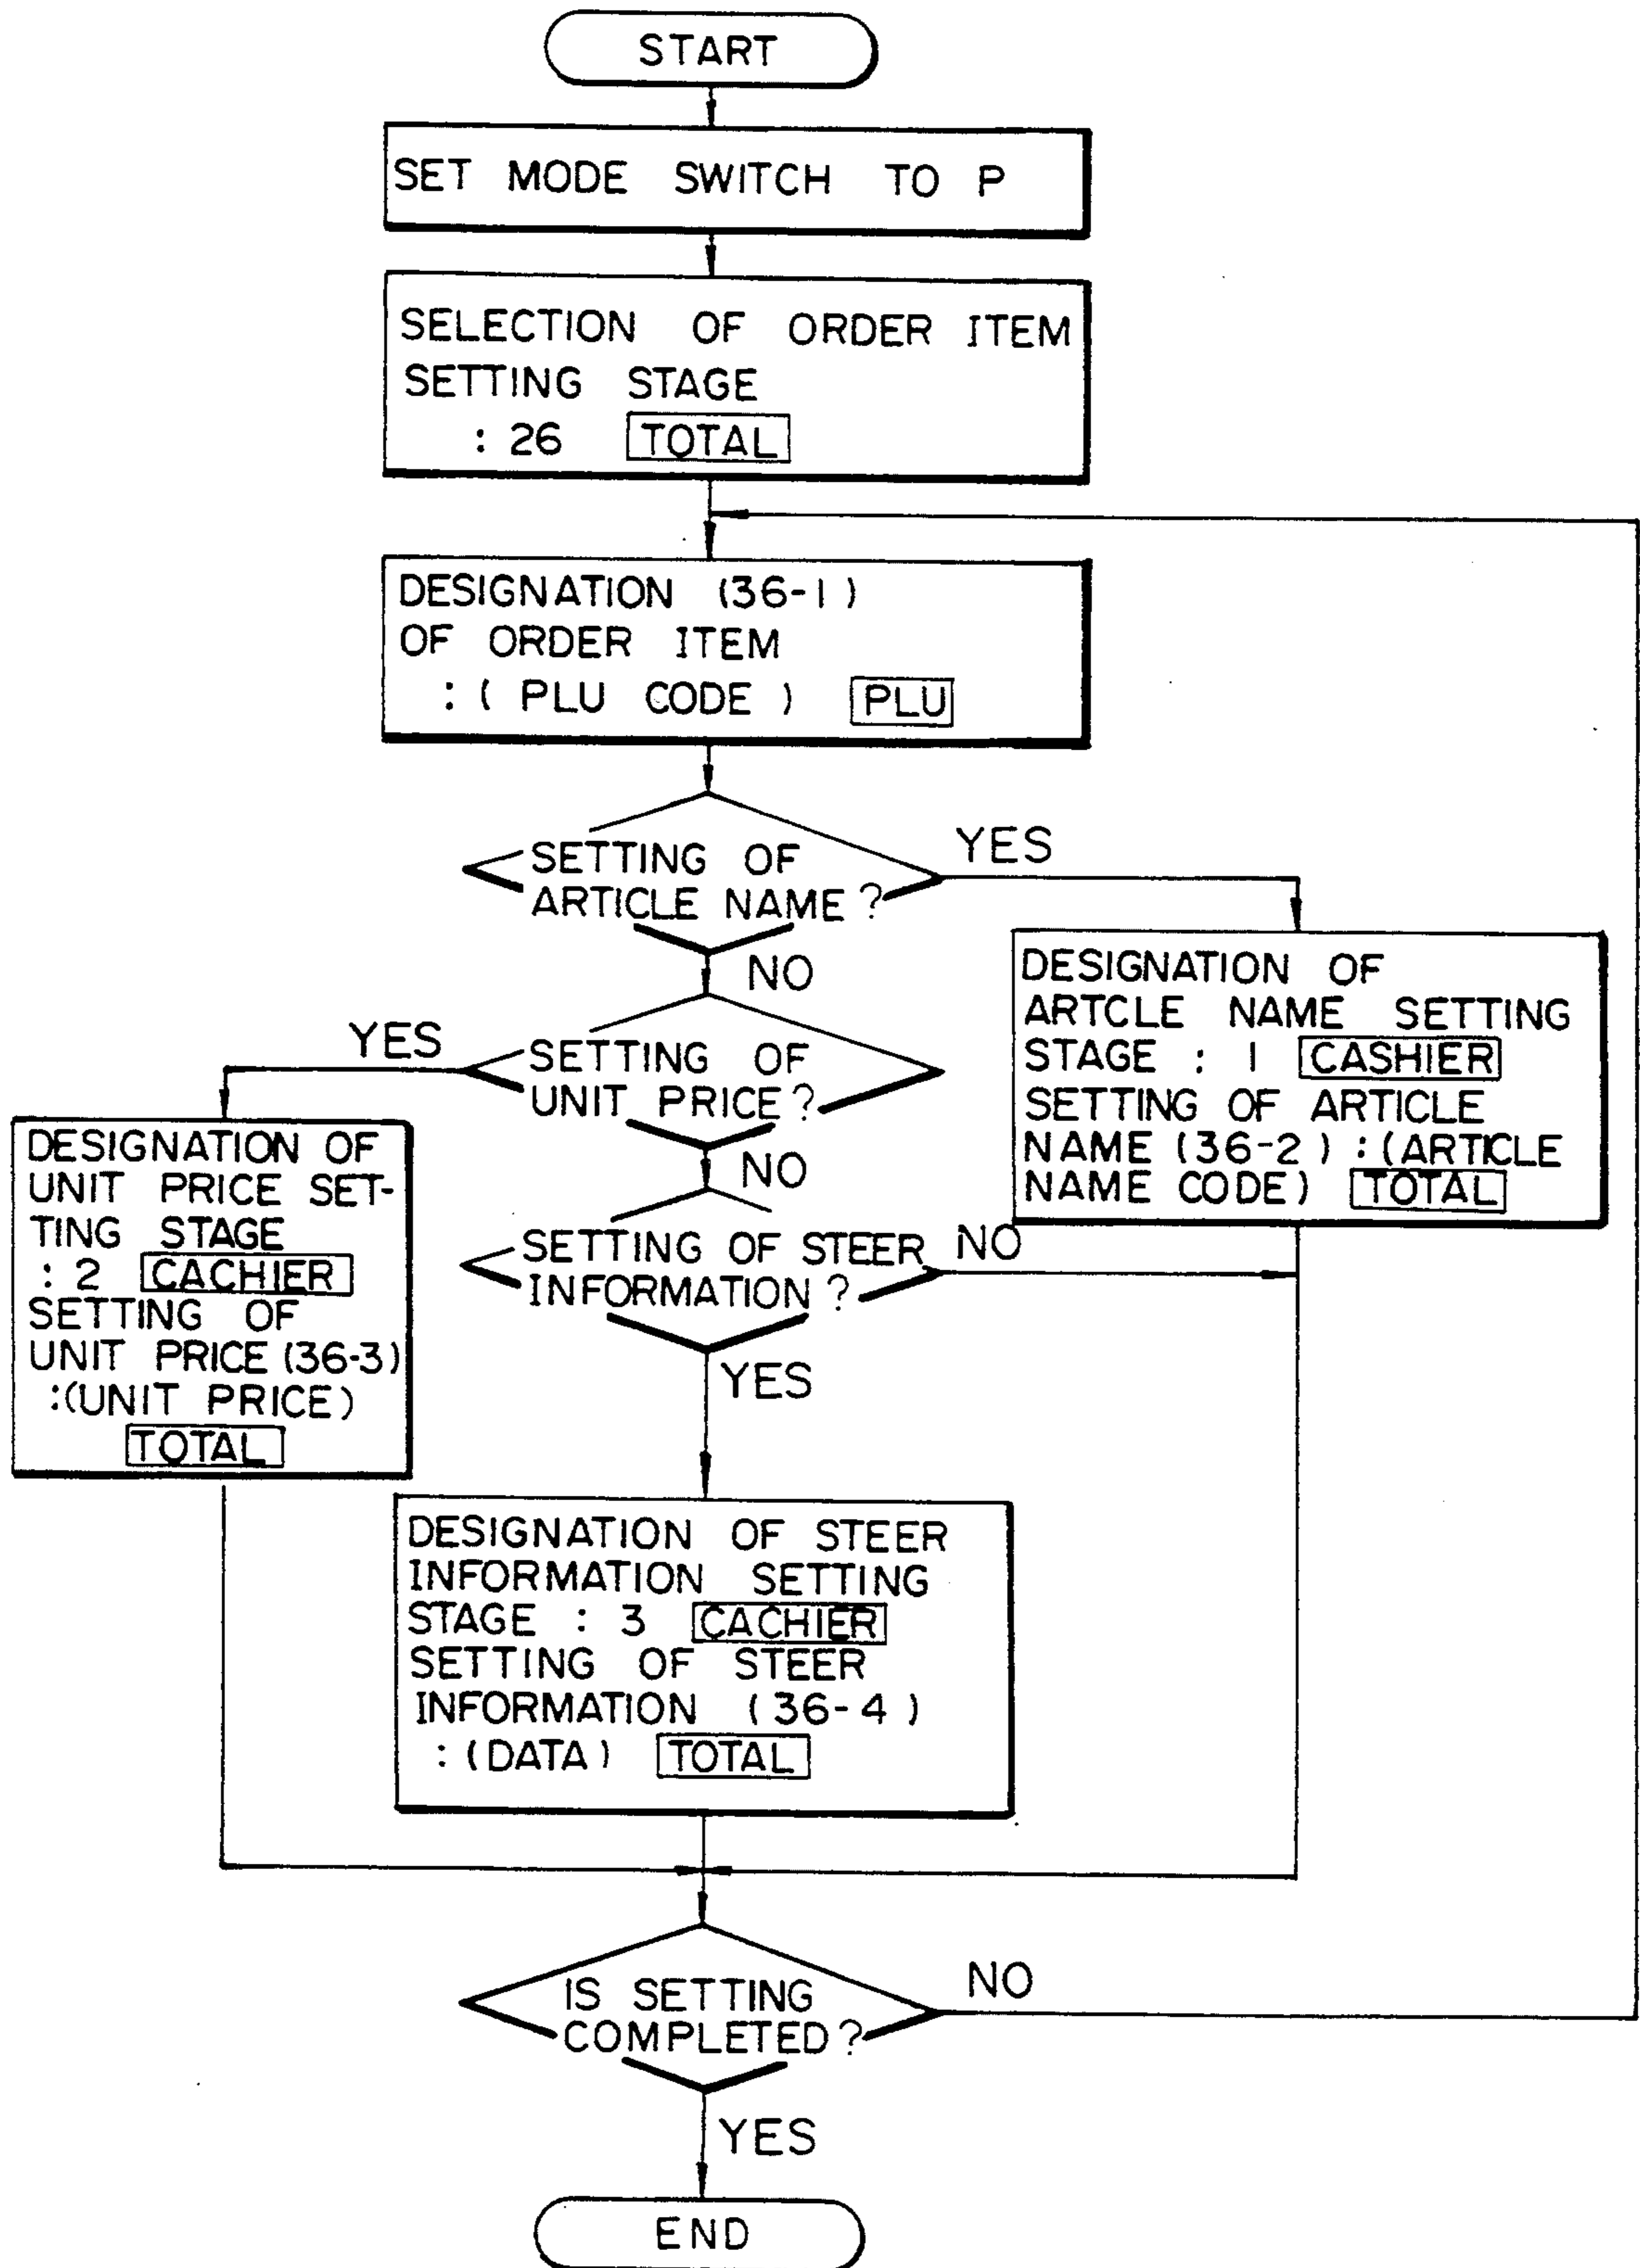 START
SET MODE SWITCH TO P
SELECTION OF ORDER ITEM
SETTING STAGE
: 26 TOTAL
DESIGNATION (36-1)
OF ORDER ITEM
: ( PLU CODE ) PLU
SETTING OF
ARTICLE NAME ?
YES
NO
DESIGNATION OF
ARTCLE NAME SETTING
STAGE : 1 CASHIER
SETTING OF ARTICLE
NAME (36-2) : (ARTICLE
NAME CODE) TOTAL
SETTING OF
UNIT PRICE ?
YES
NO
DESIGNATION OF
UNIT PRICE SET-
TING STAGE
: 2 CACHIER
SETTING OF
UNIT PRICE (36-3)
:(UNIT PRICE)
TOTAL
SETTING OF STEER
INFORMATION ?
NO
YES
DESIGNATION OF STEER
INFORMATION SETTING
STAGE : 3 CACHIER
SETTING OF STEER
INFORMATION (36-4)
: (DATA) TOTAL
IS SETTING
COMPLETED ?
NO
YES
END